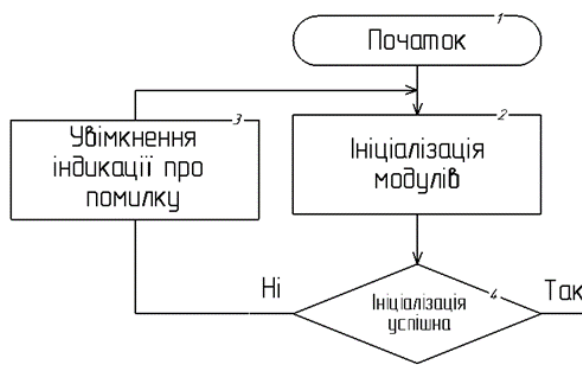 1
Початок
3
Увімкнення
індикації про
помилку
2
Ініціалізація
модулів
Ні
4
Ініціалізація
успішна
Так